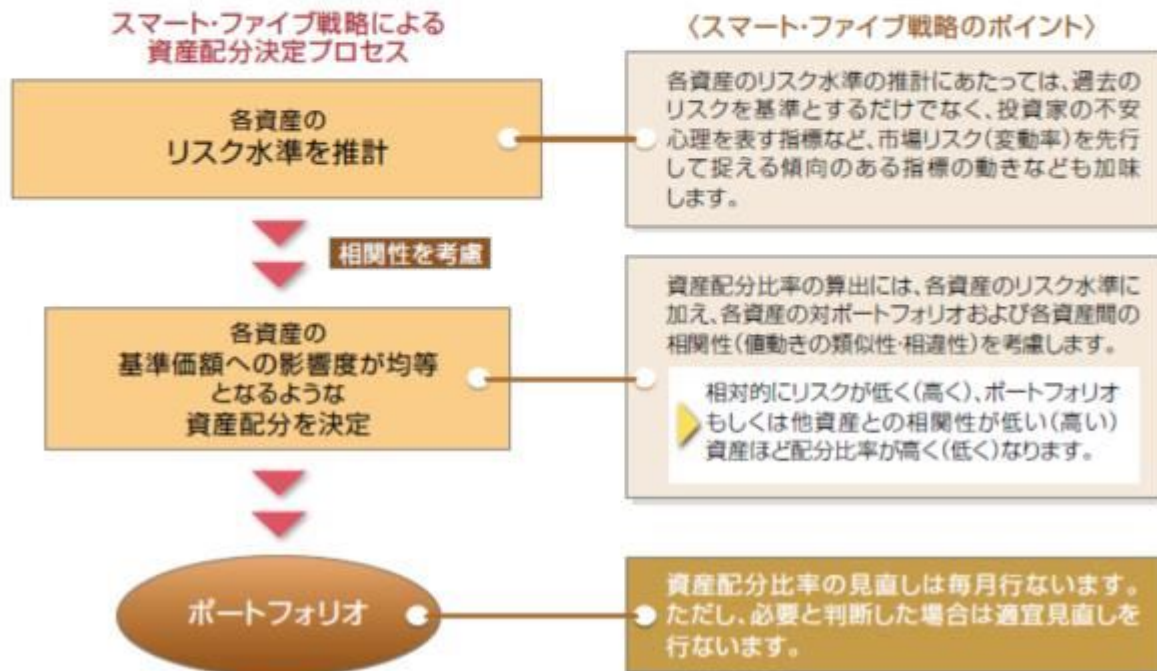 スマート・ファイブ戦略による
資産配分決定プロセス
〈スマート・ファイブ戦略のポイント〉
各資産の
リスク水準を推計
各資産のリスク水準の推計にあたっては、過去の
リスクを基準とするだけでなく、投資家の不安
心理を表す指標など、市場リスク(変動率)を先行
して捉える傾向のある指標の動きなども加味
します。
相関性を考慮
各資産の
基準価額への影響度が均等
となるような
資産配分を決定
資産配分比率の算出には、各資産のリスク水準に
加え、各資産の対ポートフォリオおよび各資産間の
相関性(値動きの類似性・相違性)を考慮します。
相対的にリスクが低く(高く)、ポートフォリオ
もしくは他資産との相関性が低い(高い)
資産ほど配分比率が高く(低く)なります。
ポートフォリオ
資産配分比率の見直しは毎月行ないます。
ただし、必要と判断した場合は適宜見直しを
行ないます。